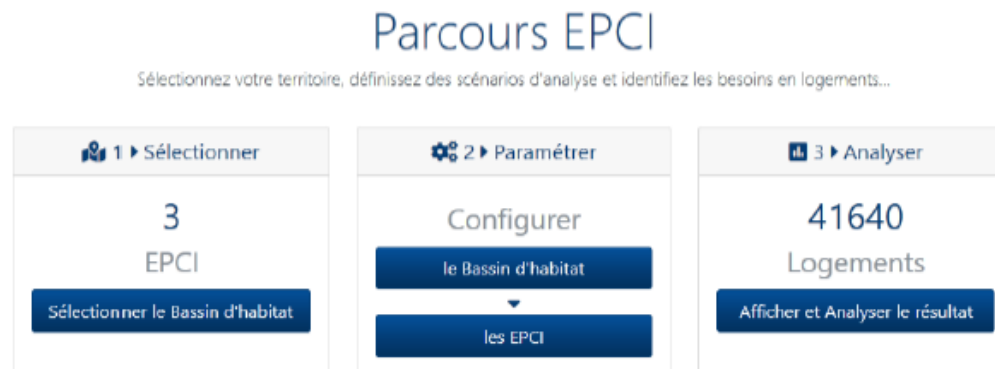 Parcours EPCI
Sélectionnez votre territoire, définissez des scénarios d'analyse et identifiez les besoins en logements...
1 ▸ Sélectionner
3
EPCI
Sélectionner le Bassin d'habitat
2 ▸ Paramétrer
Configurer
le Bassin d'habitat
les EPCI
3 ▸ Analyser
41640
Logements
Afficher et Analyser le résultat